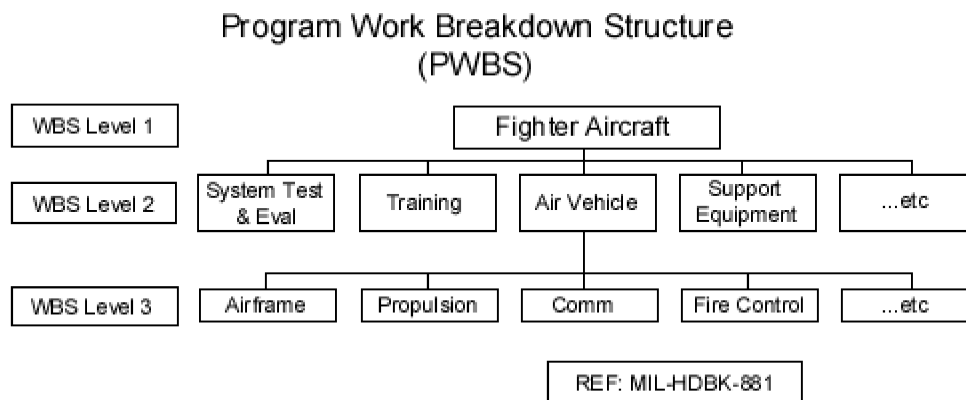 Program Work Breakdown Structure
(PWBS)
WBS Level 1
Fighter Aircraft
WBS Level 2
System Test
& Eval
Training
Air Vehicle
Support
Equipment
...etc
WBS Level 3
Airframe
Propulsion
Comm
Fire Control
...etc
REF: MIL-HDBK-881